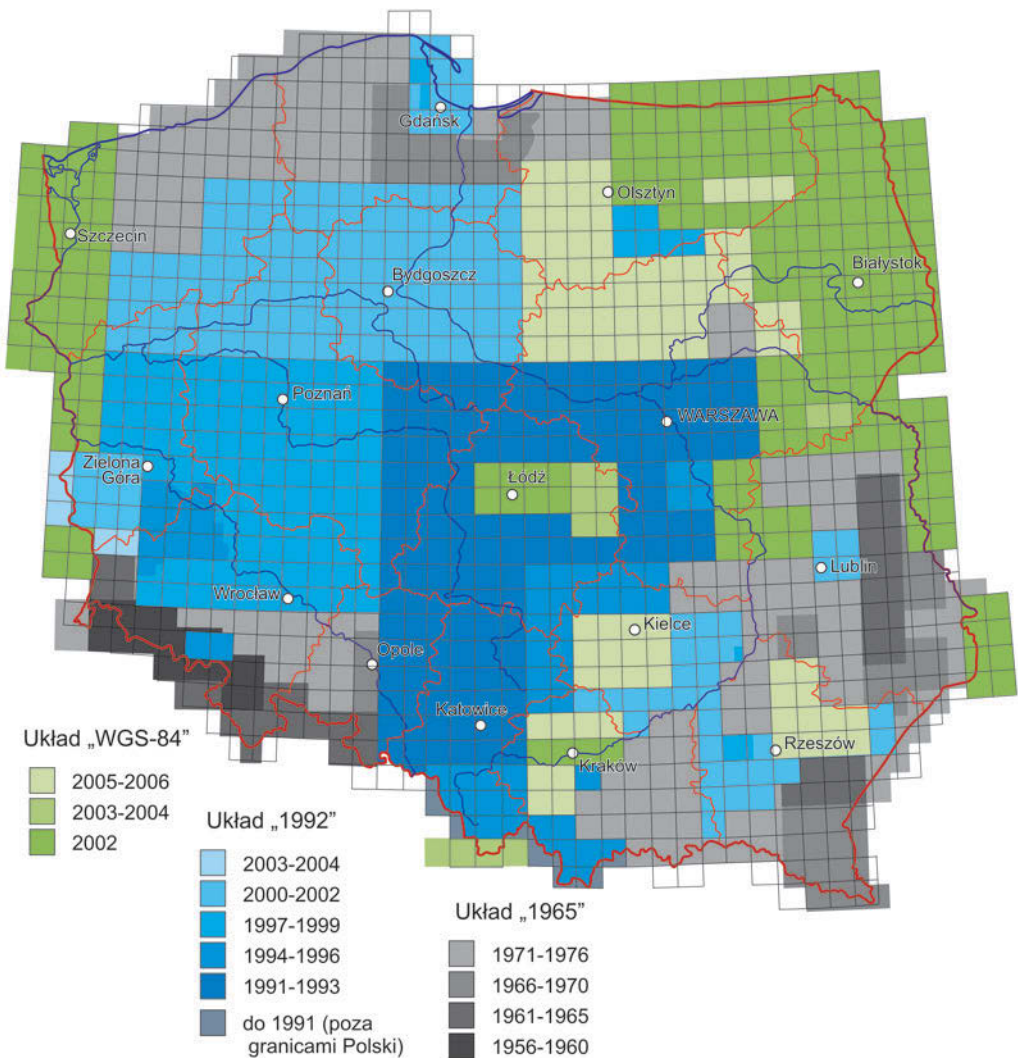 Gdańsk
Olsztyn
Szczecin
Białystok
Bydgoszcz
Poznań
WARSZAWA
Zielona
Góra
Łódź
Lublin
Wrocław
Kielce
Opole
Katowice
Rzeszów
Kraków
Układ „WGS-84”
2005-2006
2003-2004
2002
Układ „1992”
2003-2004
2000-2002
1997-1999
1994-1996
1991-1993
do 1991 (poza
granicami Polski)
Układ „1965”
1971-1976
1966-1970
1961-1965
1956-1960